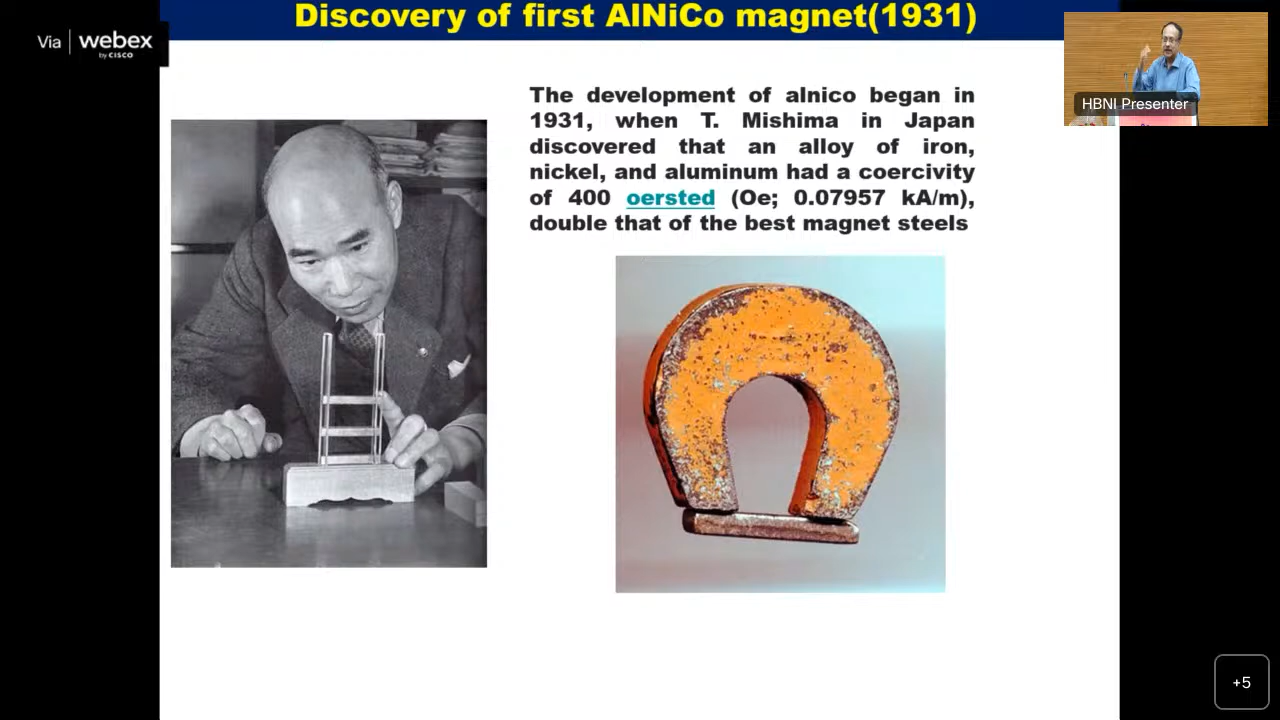 Discovery of first AlNiCo magnet(1931)
Via | webex
by CISCO
The development of alnico began in
1931, when T. Mishima in Japan
discovered that an alloy of iron,
nickel, and aluminum had a coercivity
of 400 oersted (Oe; 0.07957 kA/m),
double that of the best magnet steels
HBNI Presenter
+5